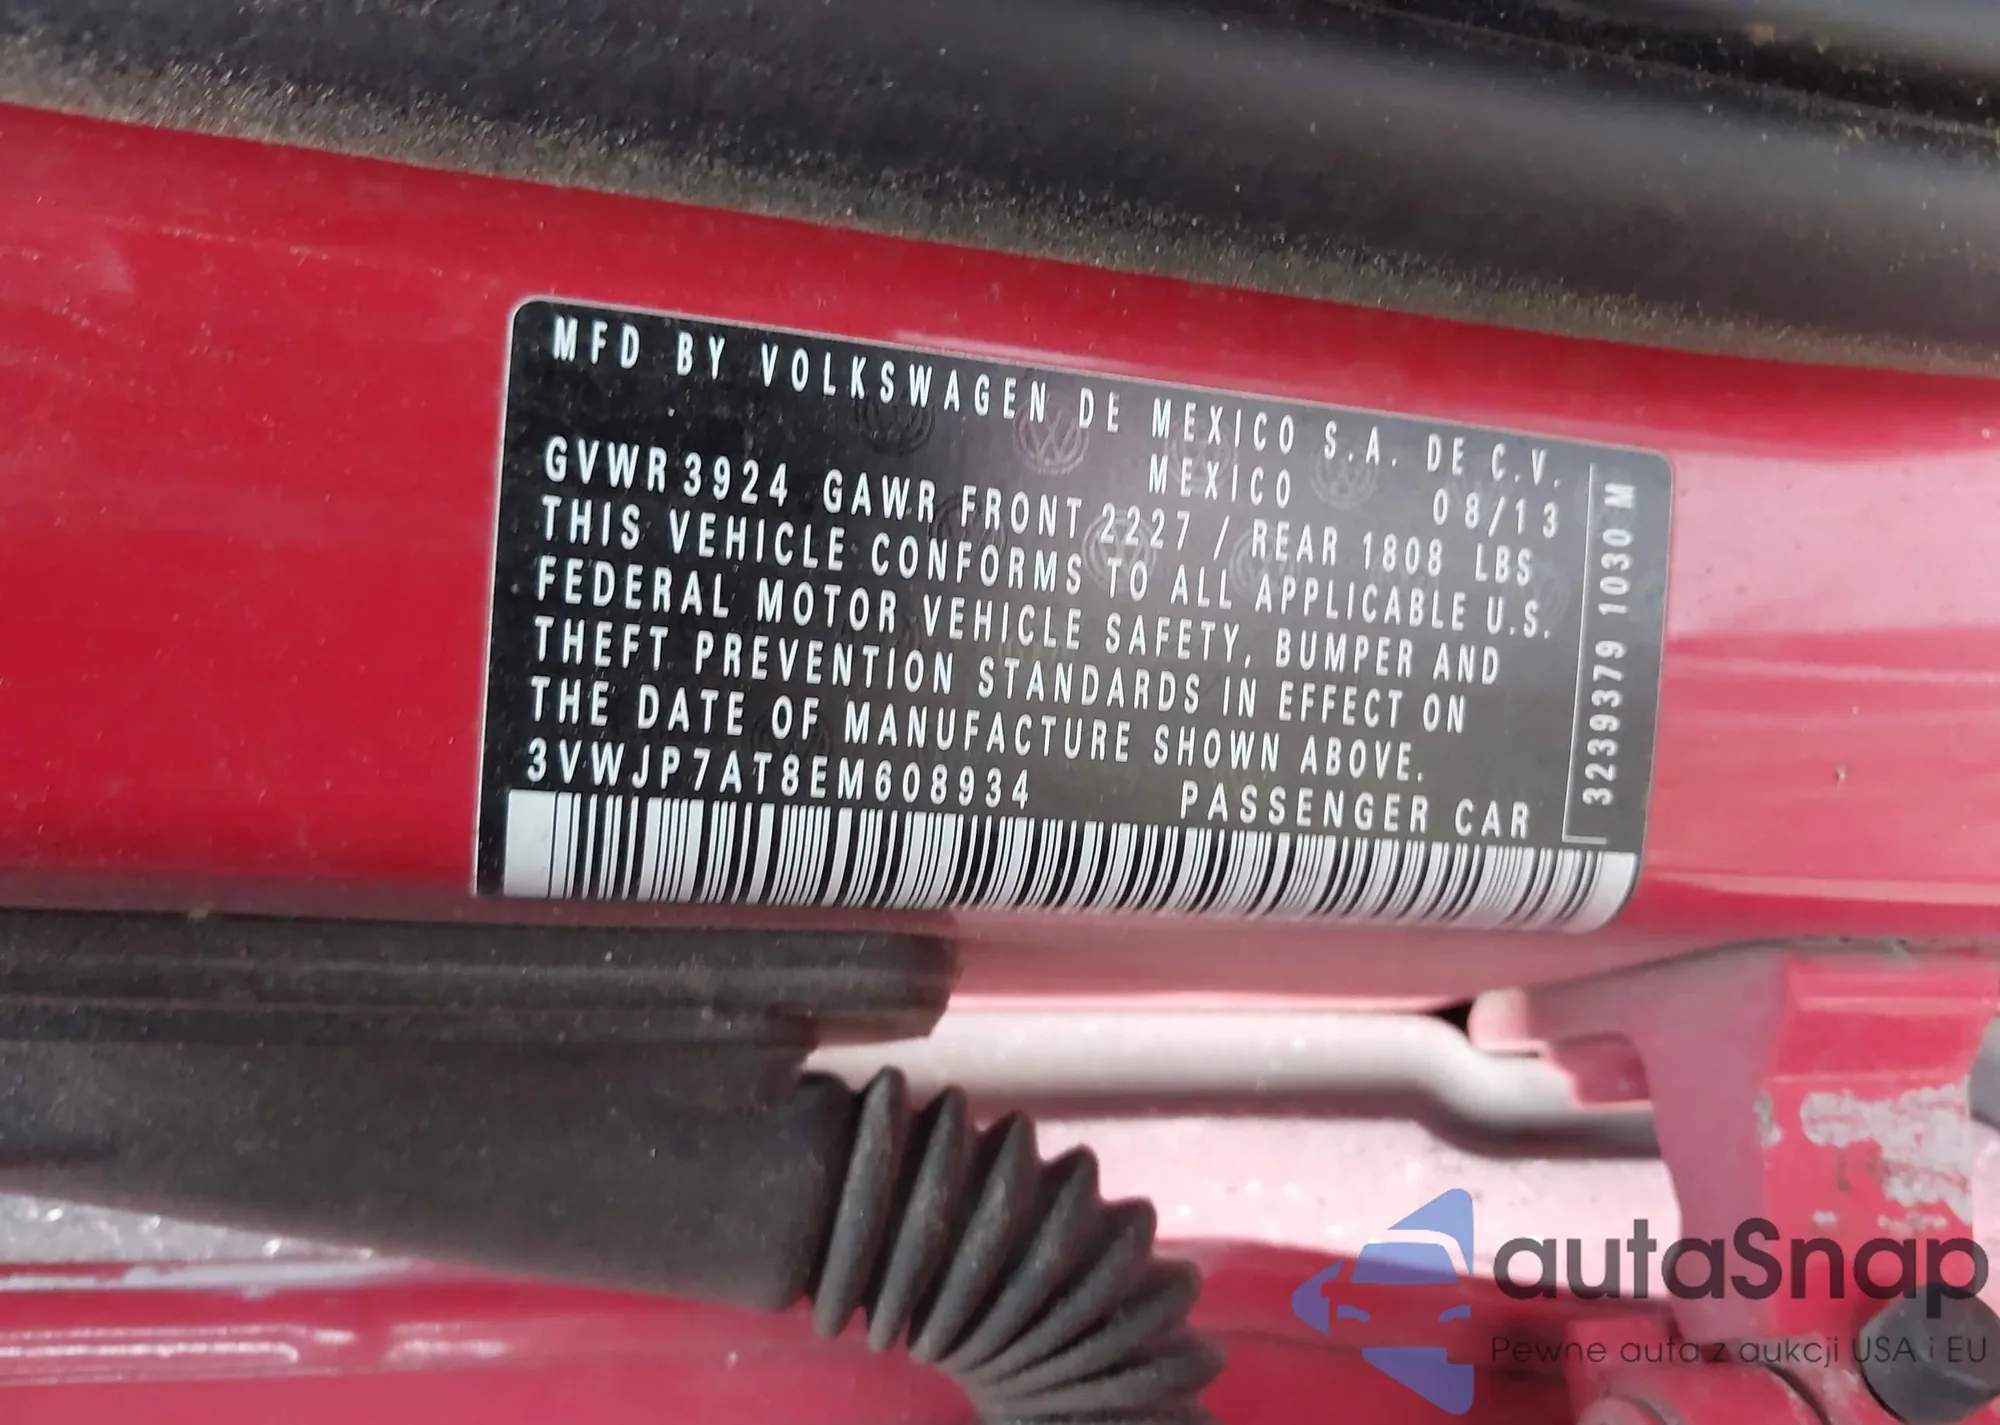 MFD BY VOLKSWAGEN DE MEXICO S.A. DE C.V.
MEXICO 08/13
GVWR 3924 GAWR FRONT 2227 / REAR 1808 LBS
THIS VEHICLE CONFORMS TO ALL APPLICABLE U.S.
FEDERAL MOTOR VEHICLE SAFETY, BUMPER AND
THEFT PREVENTION STANDARDS IN EFFECT ON
THE DATE OF MANUFACTURE SHOWN ABOVE.
3VWJP7AT8EM608934 PASSENGER CAR
3239379 1030 M
autaSnap
Pewne auta z aukcji USA i EU